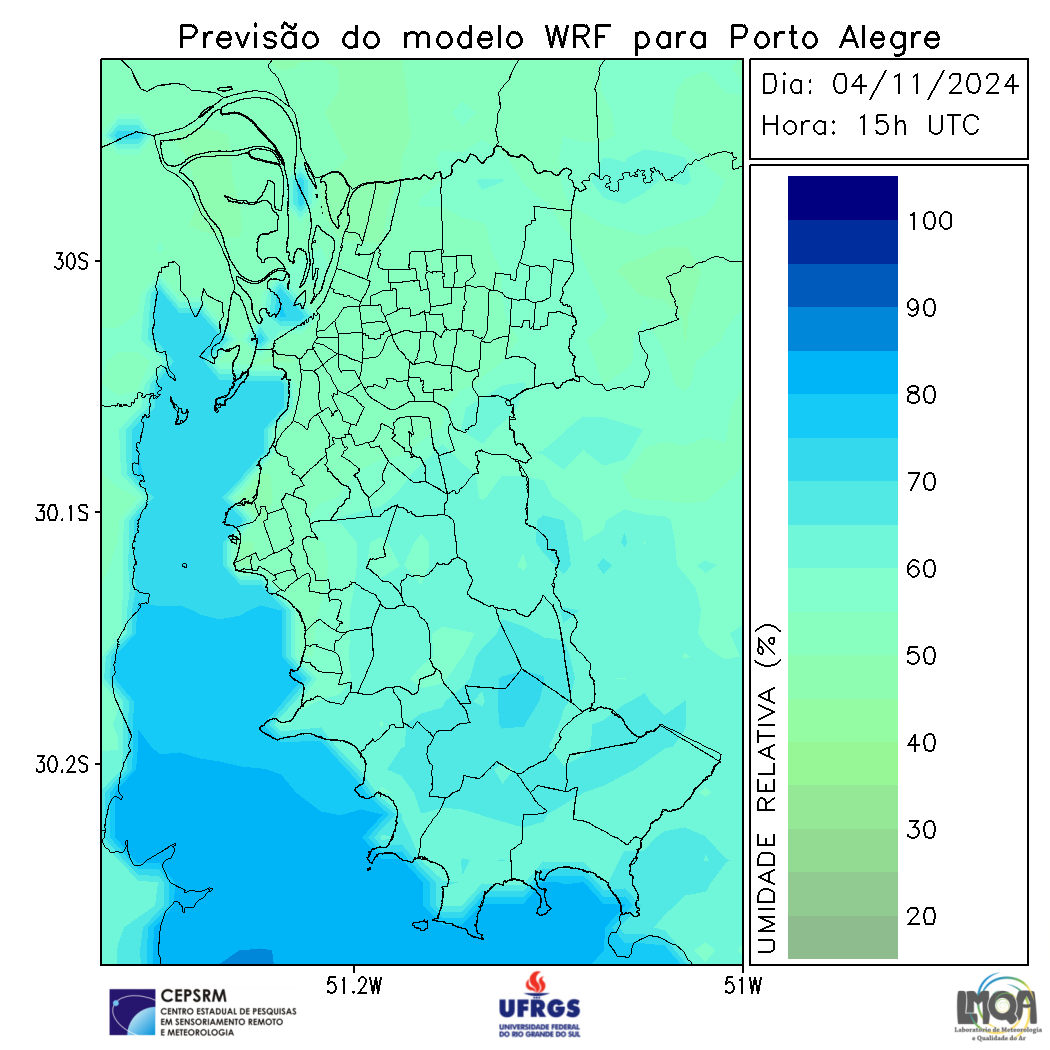 Previsão do modelo WRF para Porto Alegre
Dia: 04/11/2024
Hora: 15h UTC
30S
30.1S
30.2S
51.2W
51W
UMIDADE RELATIVA (%)
100
90
80
70
60
50
40
30
20
CEPSRM
CENTRO ESTADUAL DE PESQUISAS
EM SENSORIAMENTO REMOTO
E METEOROLOGIA
UFRGS
UNIVERSIDADE FEDERAL
DO RIO GRANDE DO SUL
LMQA
Laboratório de Meteorologia
e Qualidade do Ar